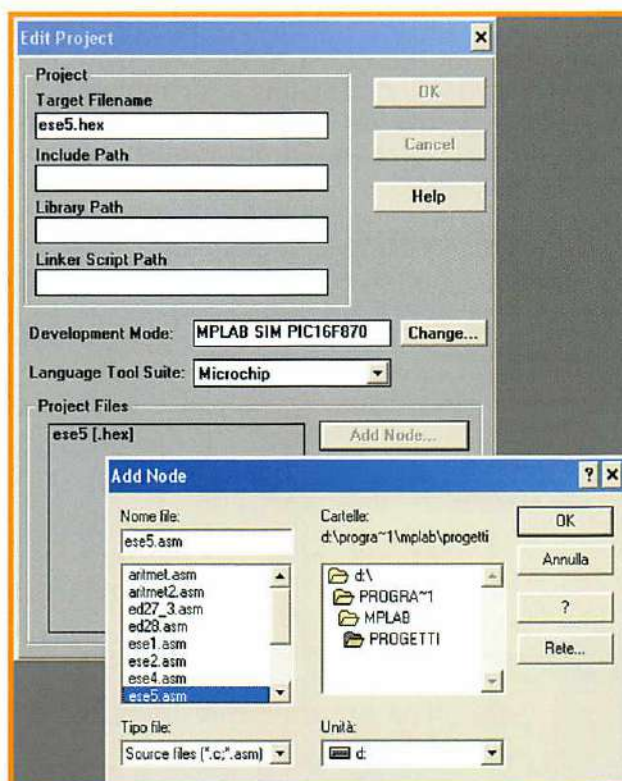 Edit Project
Project
Target Filename
ese5.hex
OK
Include Path
Cancel
Library Path
Help
Linker Script Path
Development Mode: MPLAB SIM PIC16F870 Change...
Language Tool Suite: Microchip
Project Files
ese5 [.hex]
Add Node...
Add Node
Nome file:
ese5.asm
aritmet.asm
aritmet2.asm
ed27_3.asm
ed28.asm
ese1.asm
ese2.asm
ese4.asm
ese5.asm
Tipo file:
Source files (*.c;*.asm)
Cartelle:
d:\progra~1\mplab\progetti
d:\
PROGRA~1
MPLAB
PROGETTI
Unità:
d:
OK
Annulla
?
Rete...